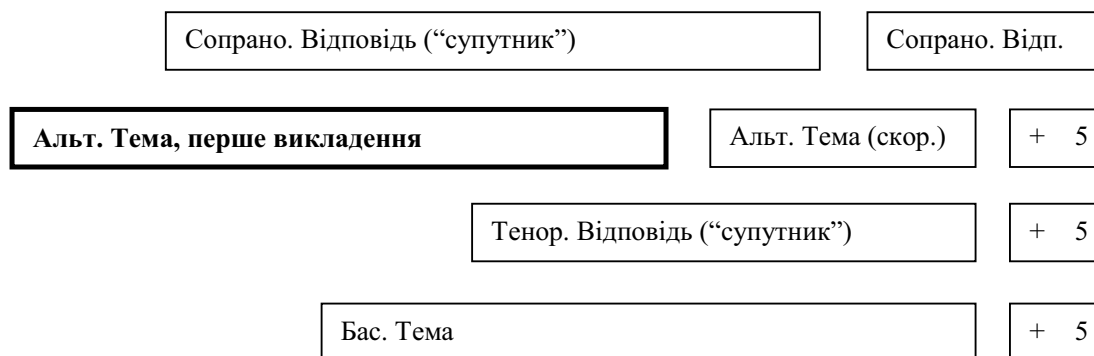 Сопрано. Відповідь (“супутник”) Сопрано. Відп.
Альт. Тема, перше викладення Альт. Тема (скор.) + 5
Тенор. Відповідь (“супутник”) + 5
Бас. Тема + 5